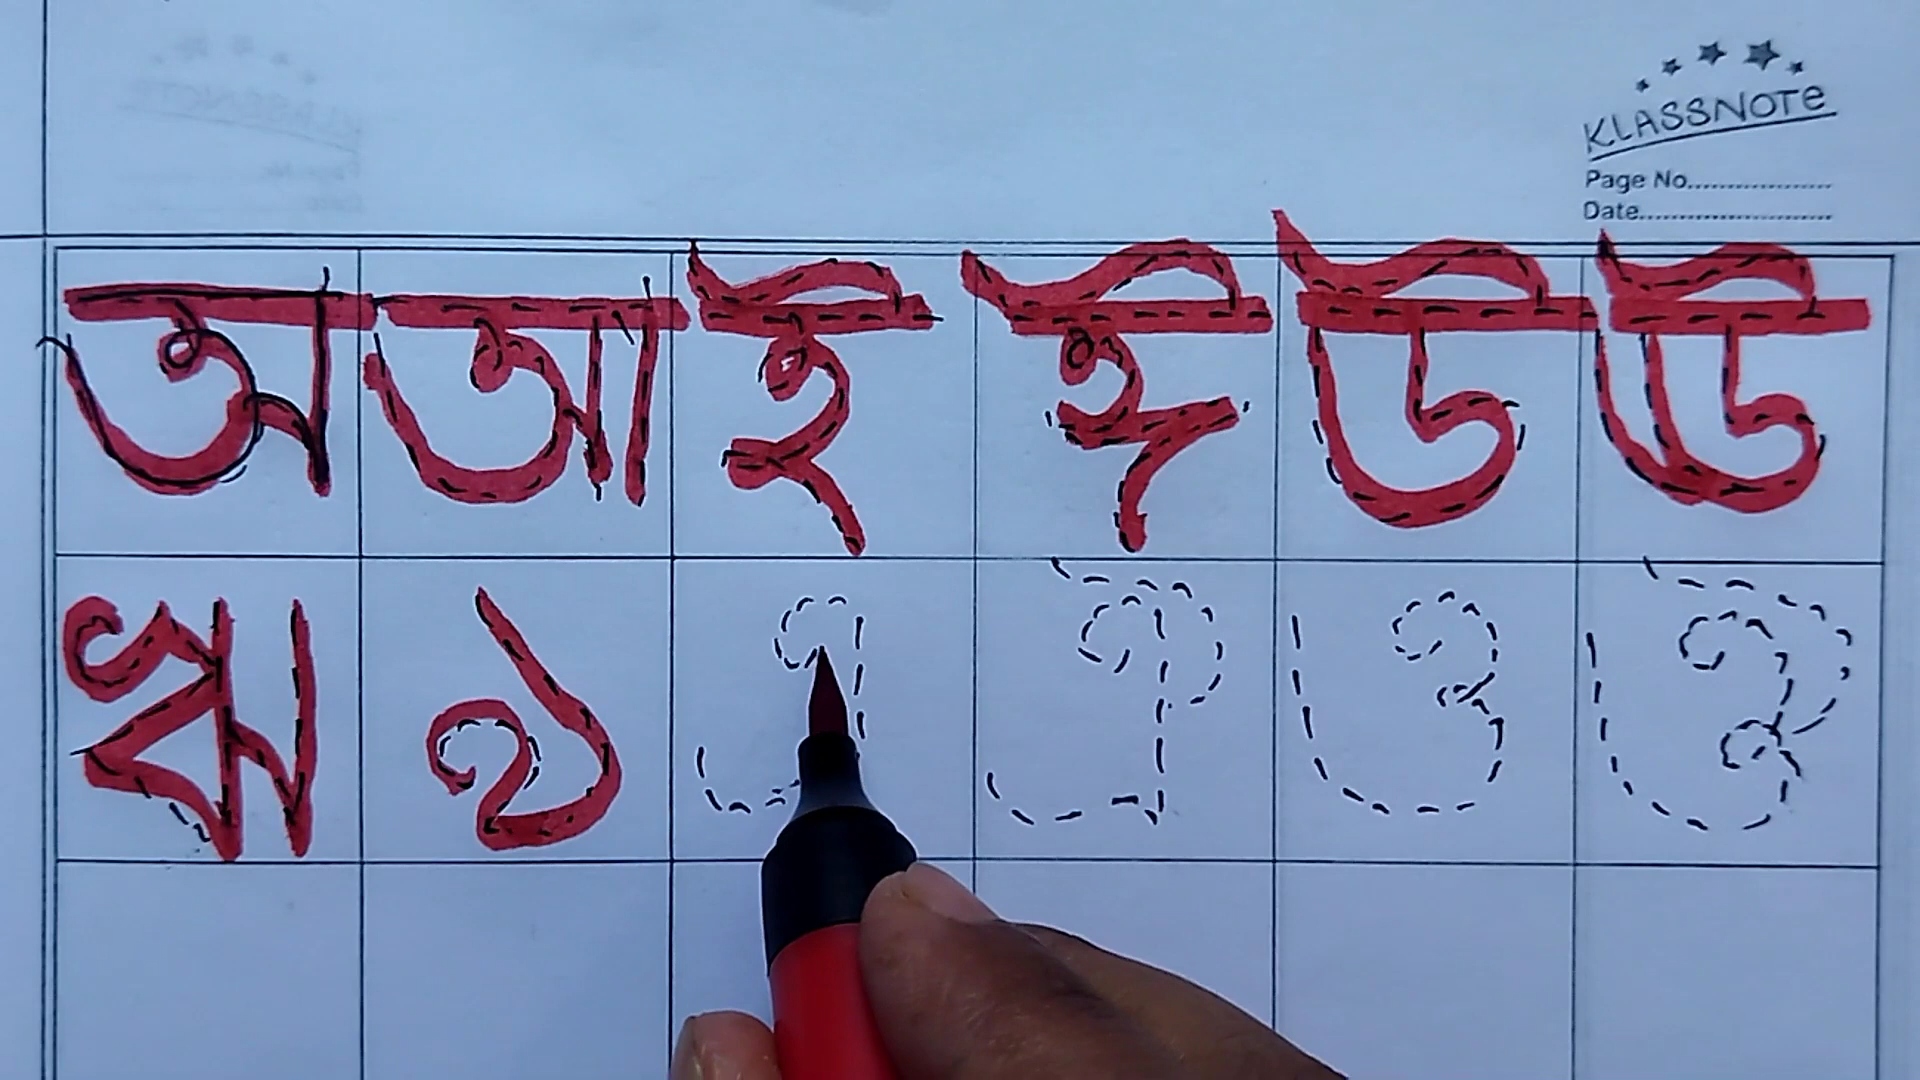 KLASSNOTE
Page No....................
Date...........................
অ আ ই ঈ উ ঊ
ঋ ঌ এ ঐ ও ঔ